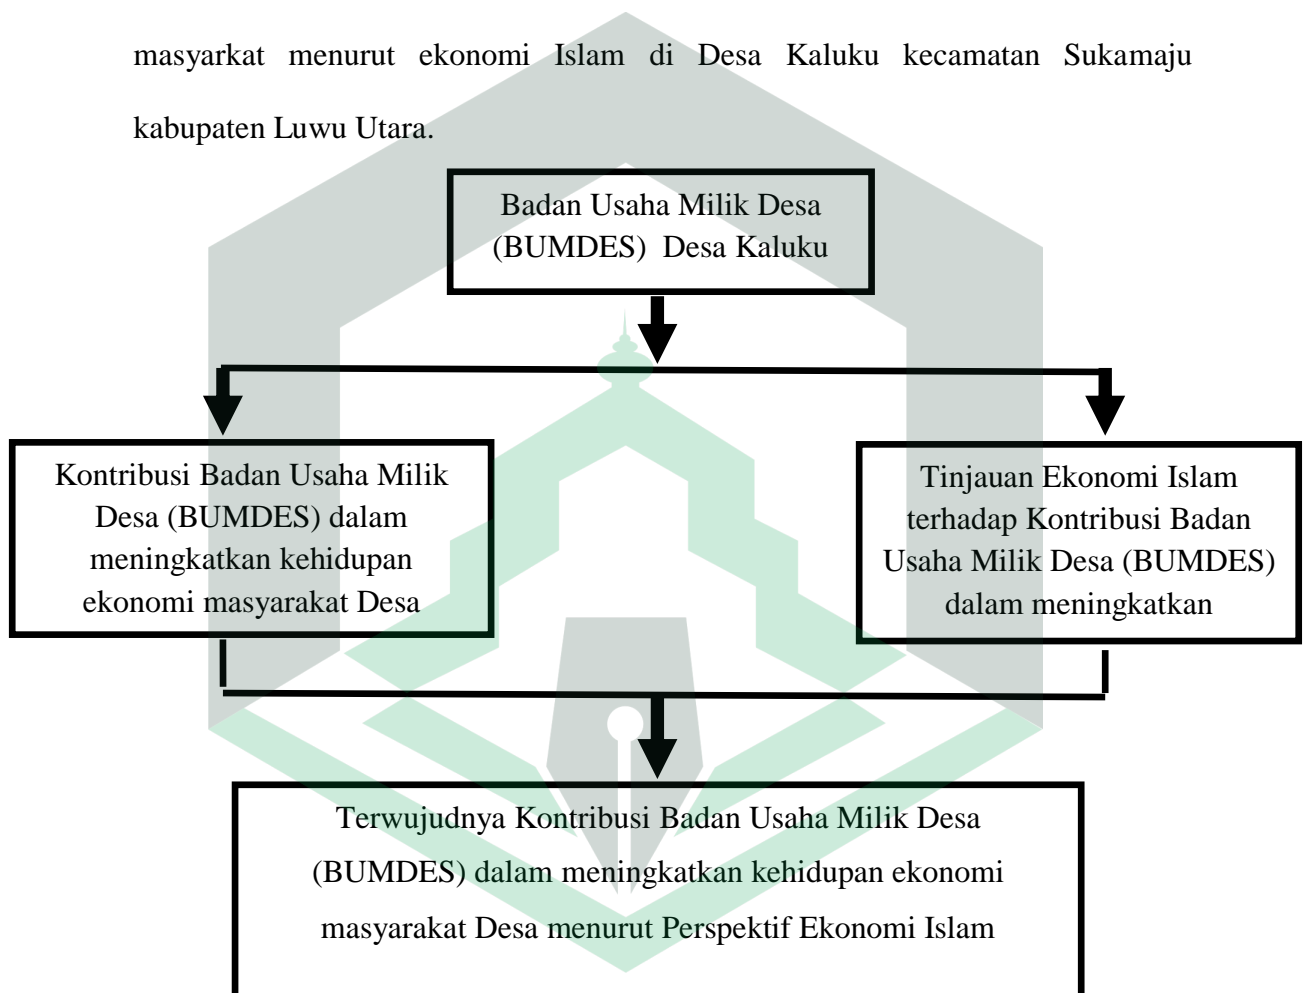 masyarkat menurut ekonomi Islam di Desa Kaluku kecamatan Sukamaju
kabupaten Luwu Utara.
Badan Usaha Milik Desa
(BUMDES) Desa Kaluku
Kontribusi Badan Usaha Milik
Desa (BUMDES) dalam
meningkatkan kehidupan
ekonomi masyarakat Desa
Tinjauan Ekonomi Islam
terhadap Kontribusi Badan
Usaha Milik Desa (BUMDES)
dalam meningkatkan
Terwujudnya Kontribusi Badan Usaha Milik Desa
(BUMDES) dalam meningkatkan kehidupan ekonomi
masyarakat Desa menurut Perspektif Ekonomi Islam